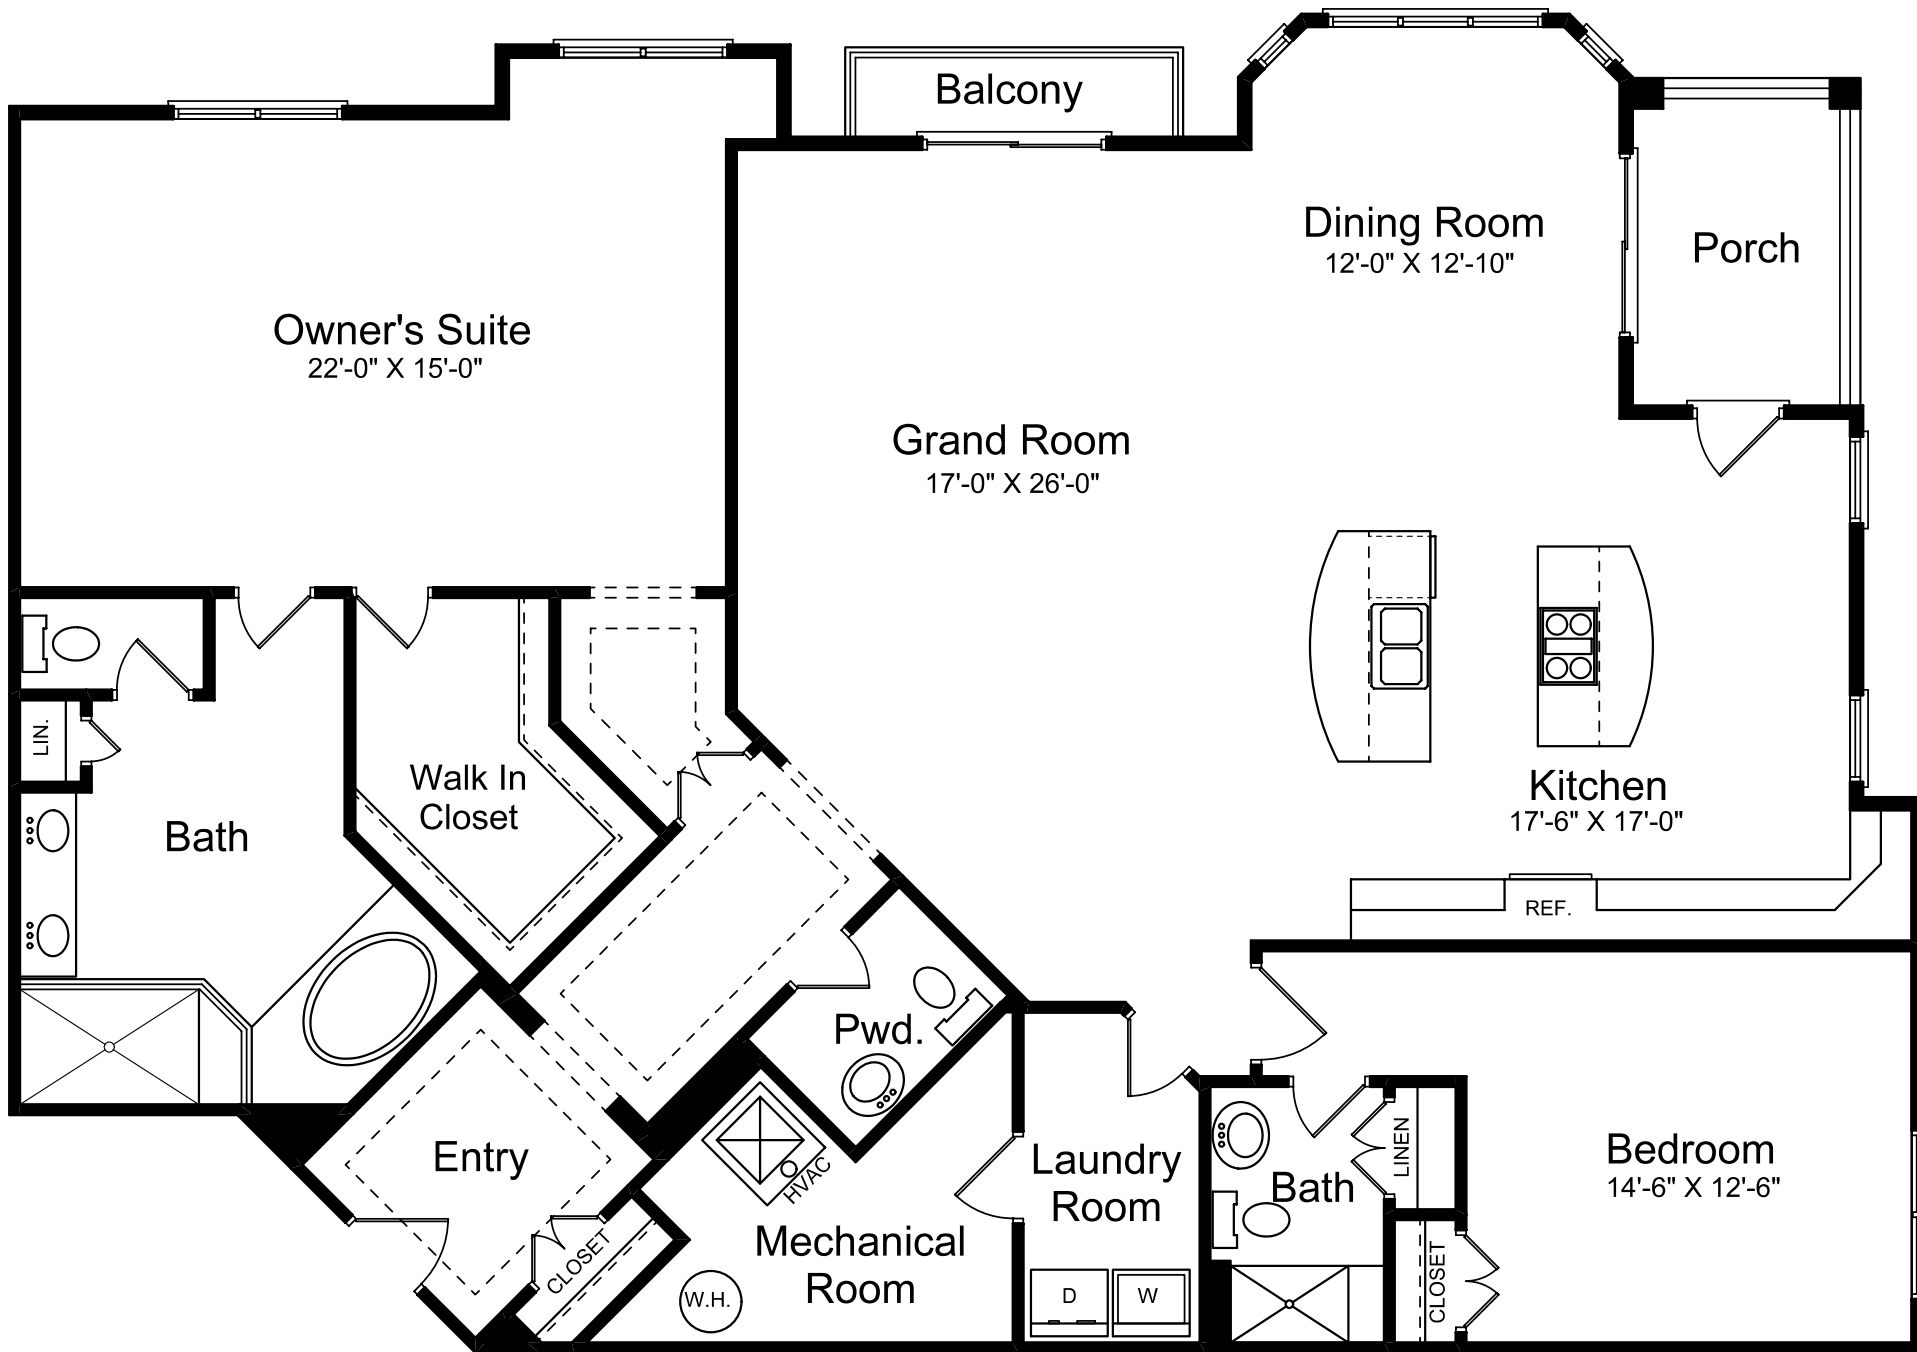 Balcony
Dining Room
12'-0" X 12'-10"
Porch
Owner's Suite
22'-0" X 15'-0"
Grand Room
17'-0" X 26'-0"
LIN.
Walk In
Closet
Bath
Kitchen
17'-6" X 17'-0"
REF.
Pwd.
Entry
HVAC
Laundry
Room
LINEN
Bath
Bedroom
14'-6" X 12'-6"
Mechanical
Room
CLOSET
CLOSET
W.H.
D
W